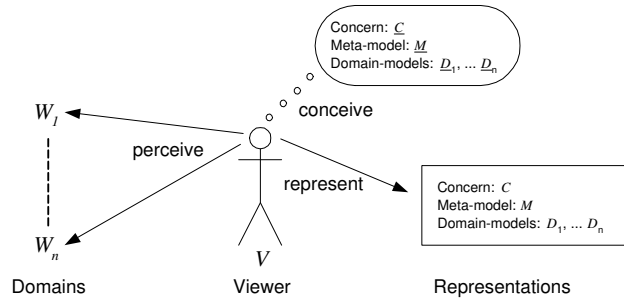 Concern: C
Meta-model: M
Domain-models: D1, ... Dn
conceive
W1
perceive
represent
Concern: C
Meta-model: M
Domain-models: D1, ... Dn
Wn
V
Domains
Viewer
Representations